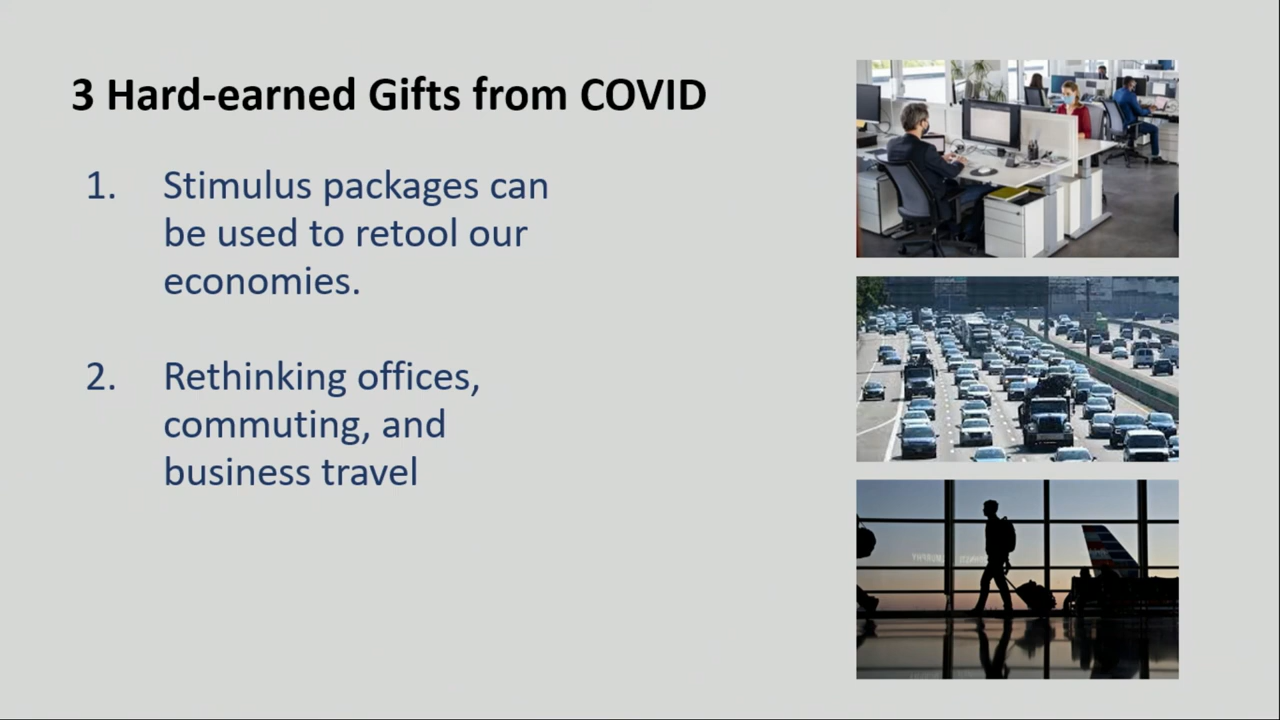 3 Hard-earned Gifts from COVID
1. Stimulus packages can
be used to retool our
economies.
2. Rethinking offices,
commuting, and
business travel